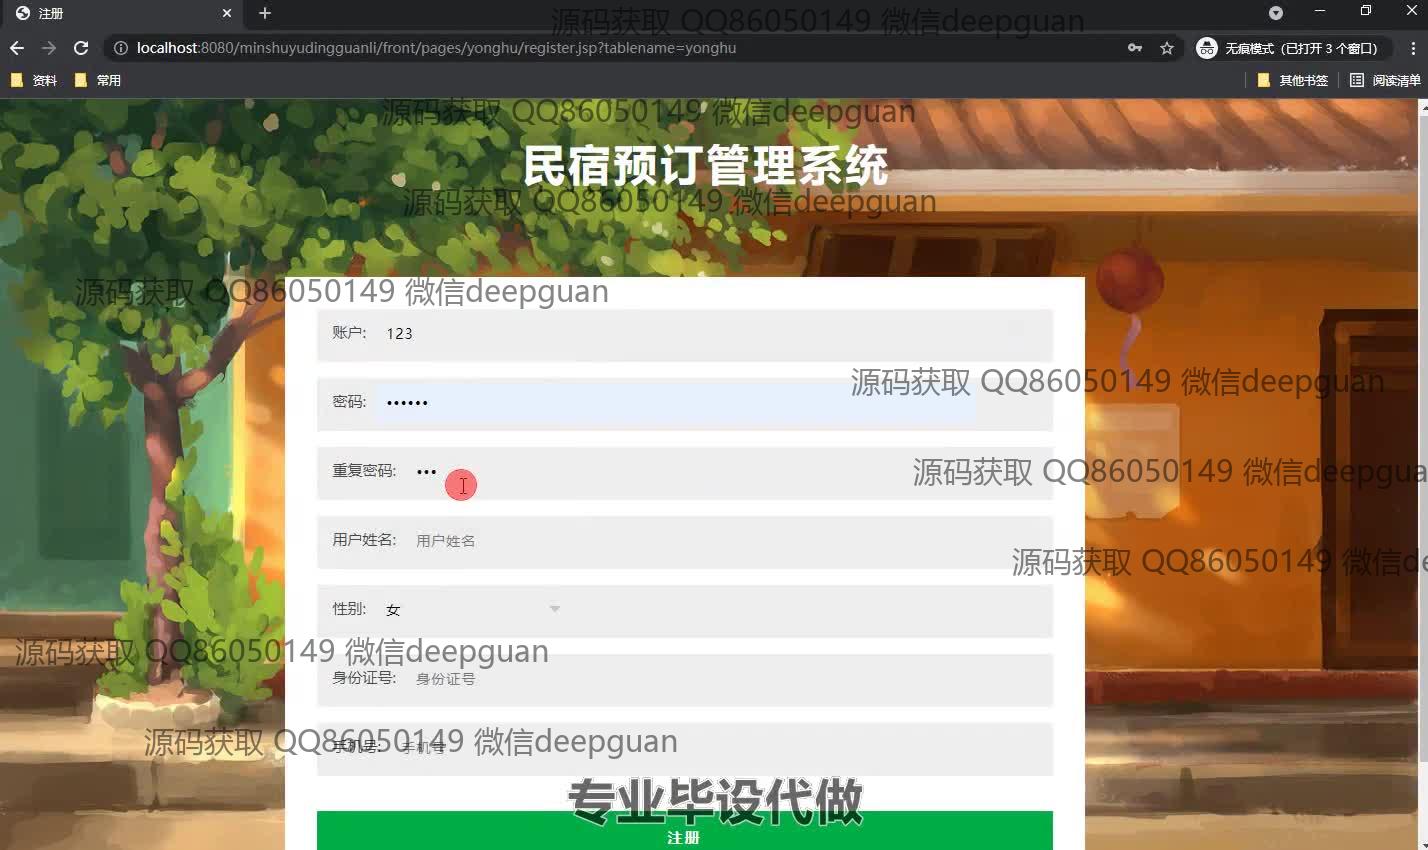 注册
源码获取 QQ86050149 微信deepguan
localhost:8080/minshuyudingguanli/front/pages/yonghu/register.jsp?tablename=yonghu
无痕模式（已打开 3 个窗口）
资料 常用 其他书签 阅读清单
源码获取 QQ86050149 微信deepguan
民宿预订管理系统
源码获取 QQ86050149 微信deepguan
源码获取 QQ86050149 微信deepguan
账户: 123
源码获取 QQ86050149 微信deepguan
密码: ••••••
源码获取 QQ86050149 微信deepgua
重复密码: •••
用户姓名: 用户姓名
源码获取 QQ86050149 微信de
性别: 女
源码获取 QQ86050149 微信deepguan
身份证号: 身份证号
源码获取 QQ86050149 微信deepguan
手机号: 手机号
专业毕设代做
注册